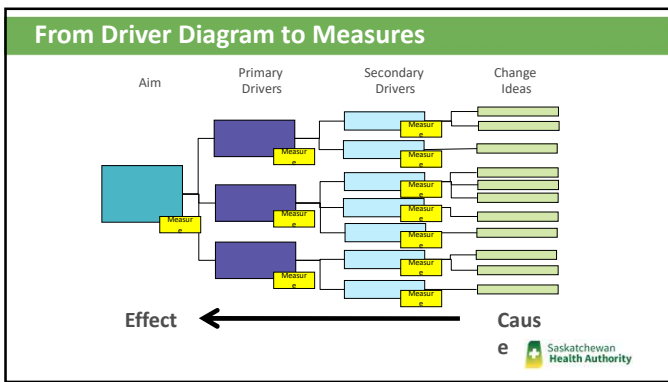 From Driver Diagram to Measures
Aim
Primary
Drivers
Secondary
Drivers
Change
Ideas
Measur
e
Measur
e
Measur
e
Measur
e
Measur
e
Measur
e
Measur
e
Measur
e
Measur
e
Measur
e
Measur
e
Effect
Caus
e
Saskatchewan
Health Authority